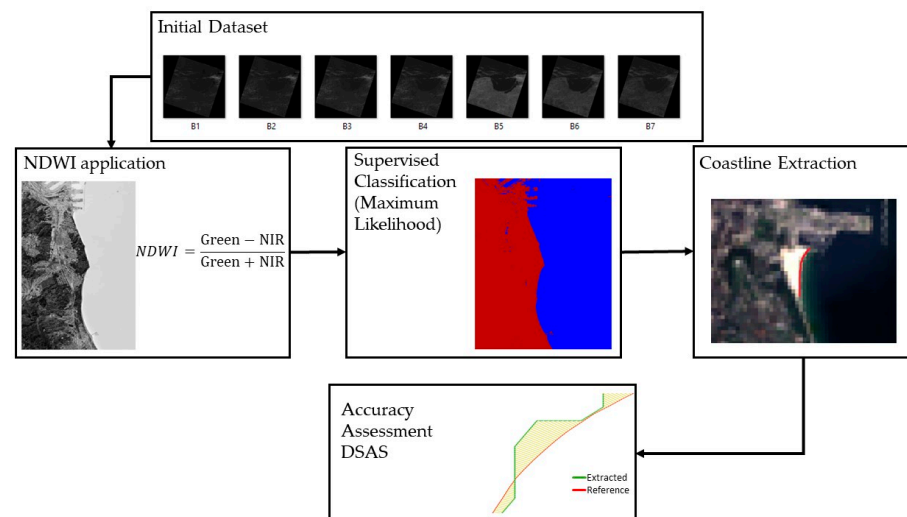 Initial Dataset
B1 B2 B3 B4 B5 B6 B7
NDWI application
NDWI = Green − NIR / Green + NIR
Supervised
Classification
(Maximum
Likelihood)
Coastline Extraction
Accuracy
Assessment
DSAS
Extracted
Reference